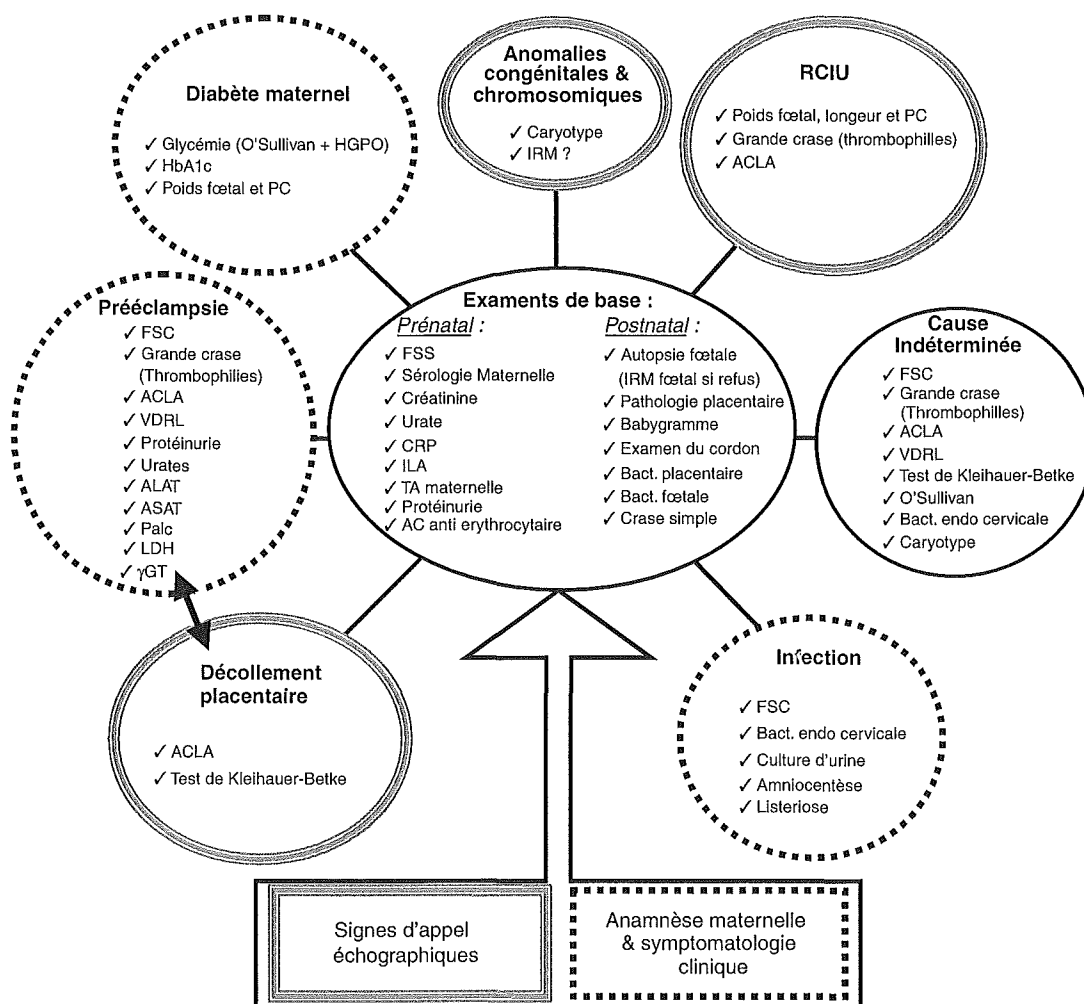 Diabète maternel
✓ Glycémie (O'Sullivan + HGPO)
✓ HbA1c
✓ Poids fœtal et PC
Anomalies
congénitales &
chromosomiques
✓ Caryotype
✓ IRM ?
RCIU
✓ Poids fœtal, longeur et PC
✓ Grande crase (thrombophilles)
✓ ACLA
Prééclampsie
✓ FSC
✓ Grande crase
(Thrombophilies)
✓ ACLA
✓ VDRL
✓ Protéinurie
✓ Urates
✓ ALAT
✓ ASAT
✓ Palc
✓ LDH
✓ γGT
Examents de base :
Prénatal :
✓ FSS
✓ Sérologie Maternelle
✓ Créatinine
✓ Urate
✓ CRP
✓ ILA
✓ TA maternelle
✓ Protéinurie
✓ AC anti erythrocytaire
Postnatal :
✓ Autopsie fœtale
(IRM fœtal si refus)
✓ Pathologie placentaire
✓ Babygramme
✓ Examen du cordon
✓ Bact. placentaire
✓ Bact. fœtale
✓ Crase simple
Cause
Indéterminée
✓ FSC
✓ Grande crase
(Thrombophilles)
✓ ACLA
✓ VDRL
✓ Test de Kleihauer-Betke
✓ O'Sullivan
✓ Bact. endo cervicale
✓ Caryotype
Décollement
placentaire
✓ ACLA
✓ Test de Kleihauer-Betke
Infection
✓ FSC
✓ Bact. endo cervicale
✓ Culture d'urine
✓ Amniocentèse
✓ Listeriose
Signes d'appel
échographiques
Anamnèse maternelle
& symptomatologie
clinique